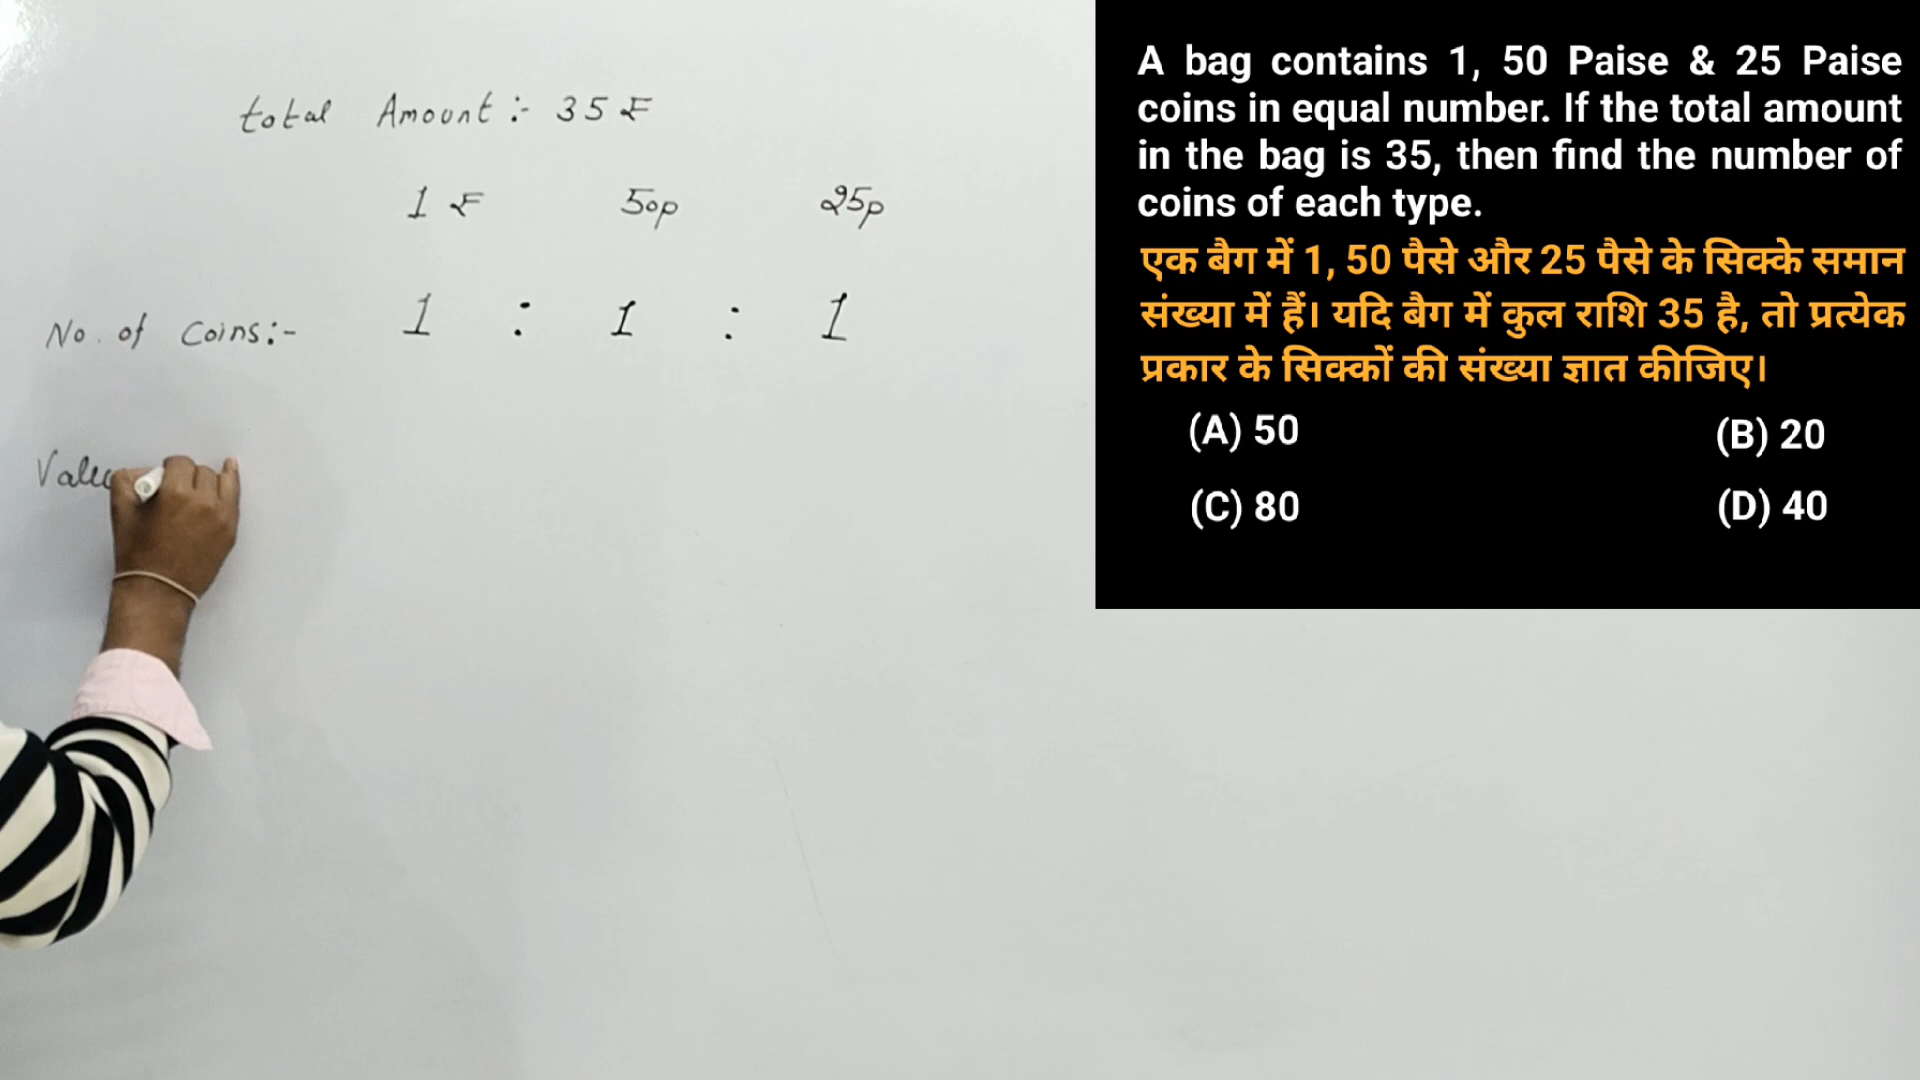 total Amount :- 35 ₹
1 ₹ 50p 25p
No. of Coins:- 1 : 1 : 1
A bag contains 1, 50 Paise & 25 Paise
coins in equal number. If the total amount
in the bag is 35, then find the number of
coins of each type.
एक बैग में 1, 50 पैसे और 25 पैसे के सिक्के समान
संख्या में हैं। यदि बैग में कुल राशि 35 है, तो प्रत्येक
प्रकार के सिक्कों की संख्या ज्ञात कीजिए।
(A) 50 (B) 20
(C) 80 (D) 40